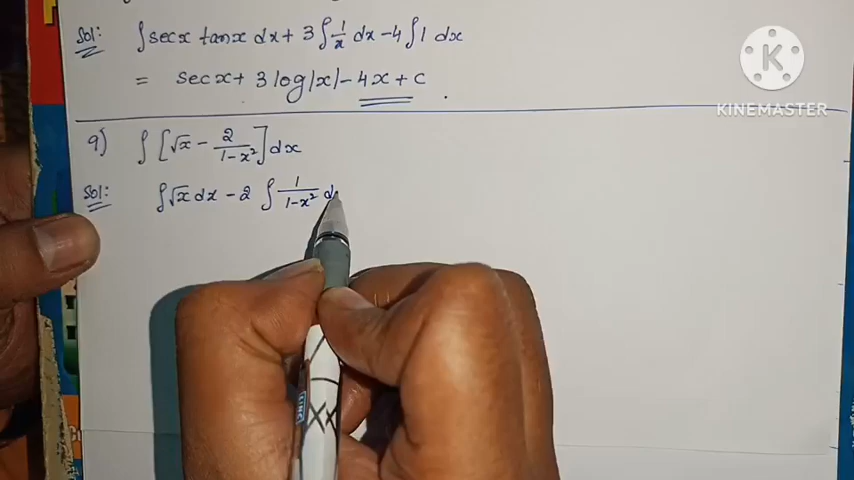 Sol: ∫secx tanx dx + 3∫1/x dx - 4∫1 dx
= secx + 3 log|x| - 4x + c
KINEMASTER
9) ∫[√x - 2/(1-x²)]dx
Sol: ∫√x dx - 2 ∫ 1/(1-x²) d